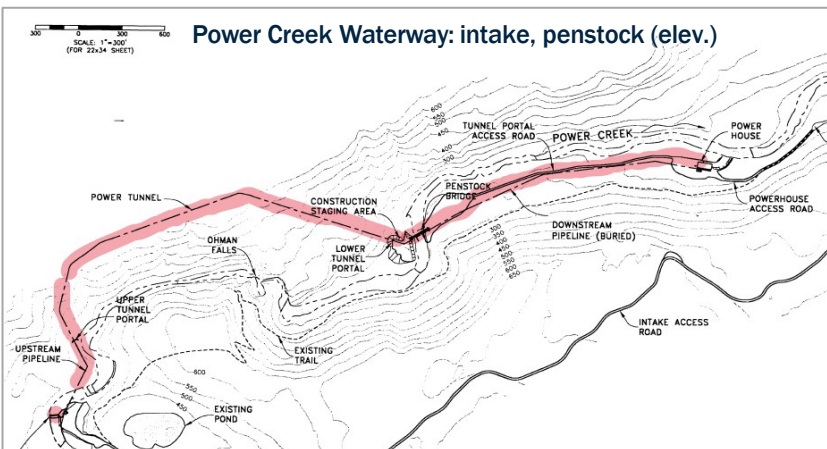 Power Creek Waterway: intake, penstock (elev.)
300 0 300 600
SCALE: 1"=300'
(FOR 22x34 SHEET)
600
500
450
400
300
TUNNEL PORTAL
ACCESS ROAD
POWER CREEK
POWER
HOUSE
POWER TUNNEL
CONSTRUCTION
STAGING AREA
PENSTOCK
BRIDGE
POWERHOUSE
ACCESS ROAD
OHMAN
FALLS
LOWER
TUNNEL
PORTAL
DOWNSTREAM
PIPELINE (BURIED)
300
350
400
450
500
550
600
650
UPPER
TUNNEL
PORTAL
INTAKE ACCESS
ROAD
UPSTREAM
PIPELINE
EXISTING
TRAIL
600
550
500
450
EXISTING
POND